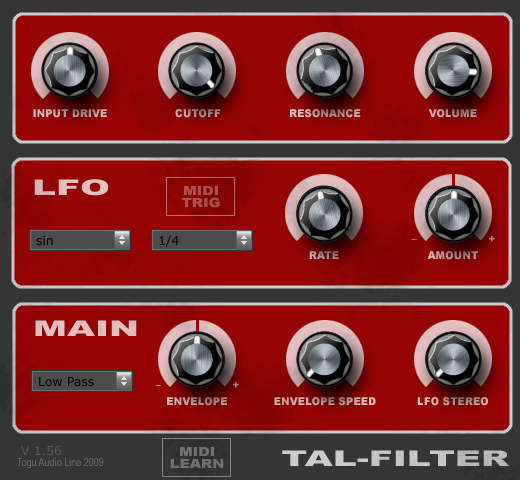 INPUT DRIVE CUTOFF RESONANCE VOLUME
LFO
MIDI
TRIG
sin 1/4
- +
RATE AMOUNT
MAIN
Low Pass
- +
ENVELOPE ENVELOPE SPEED LFO STEREO
V 1.56
Togu Audio Line 2009
MIDI
LEARN
TAL-FILTER